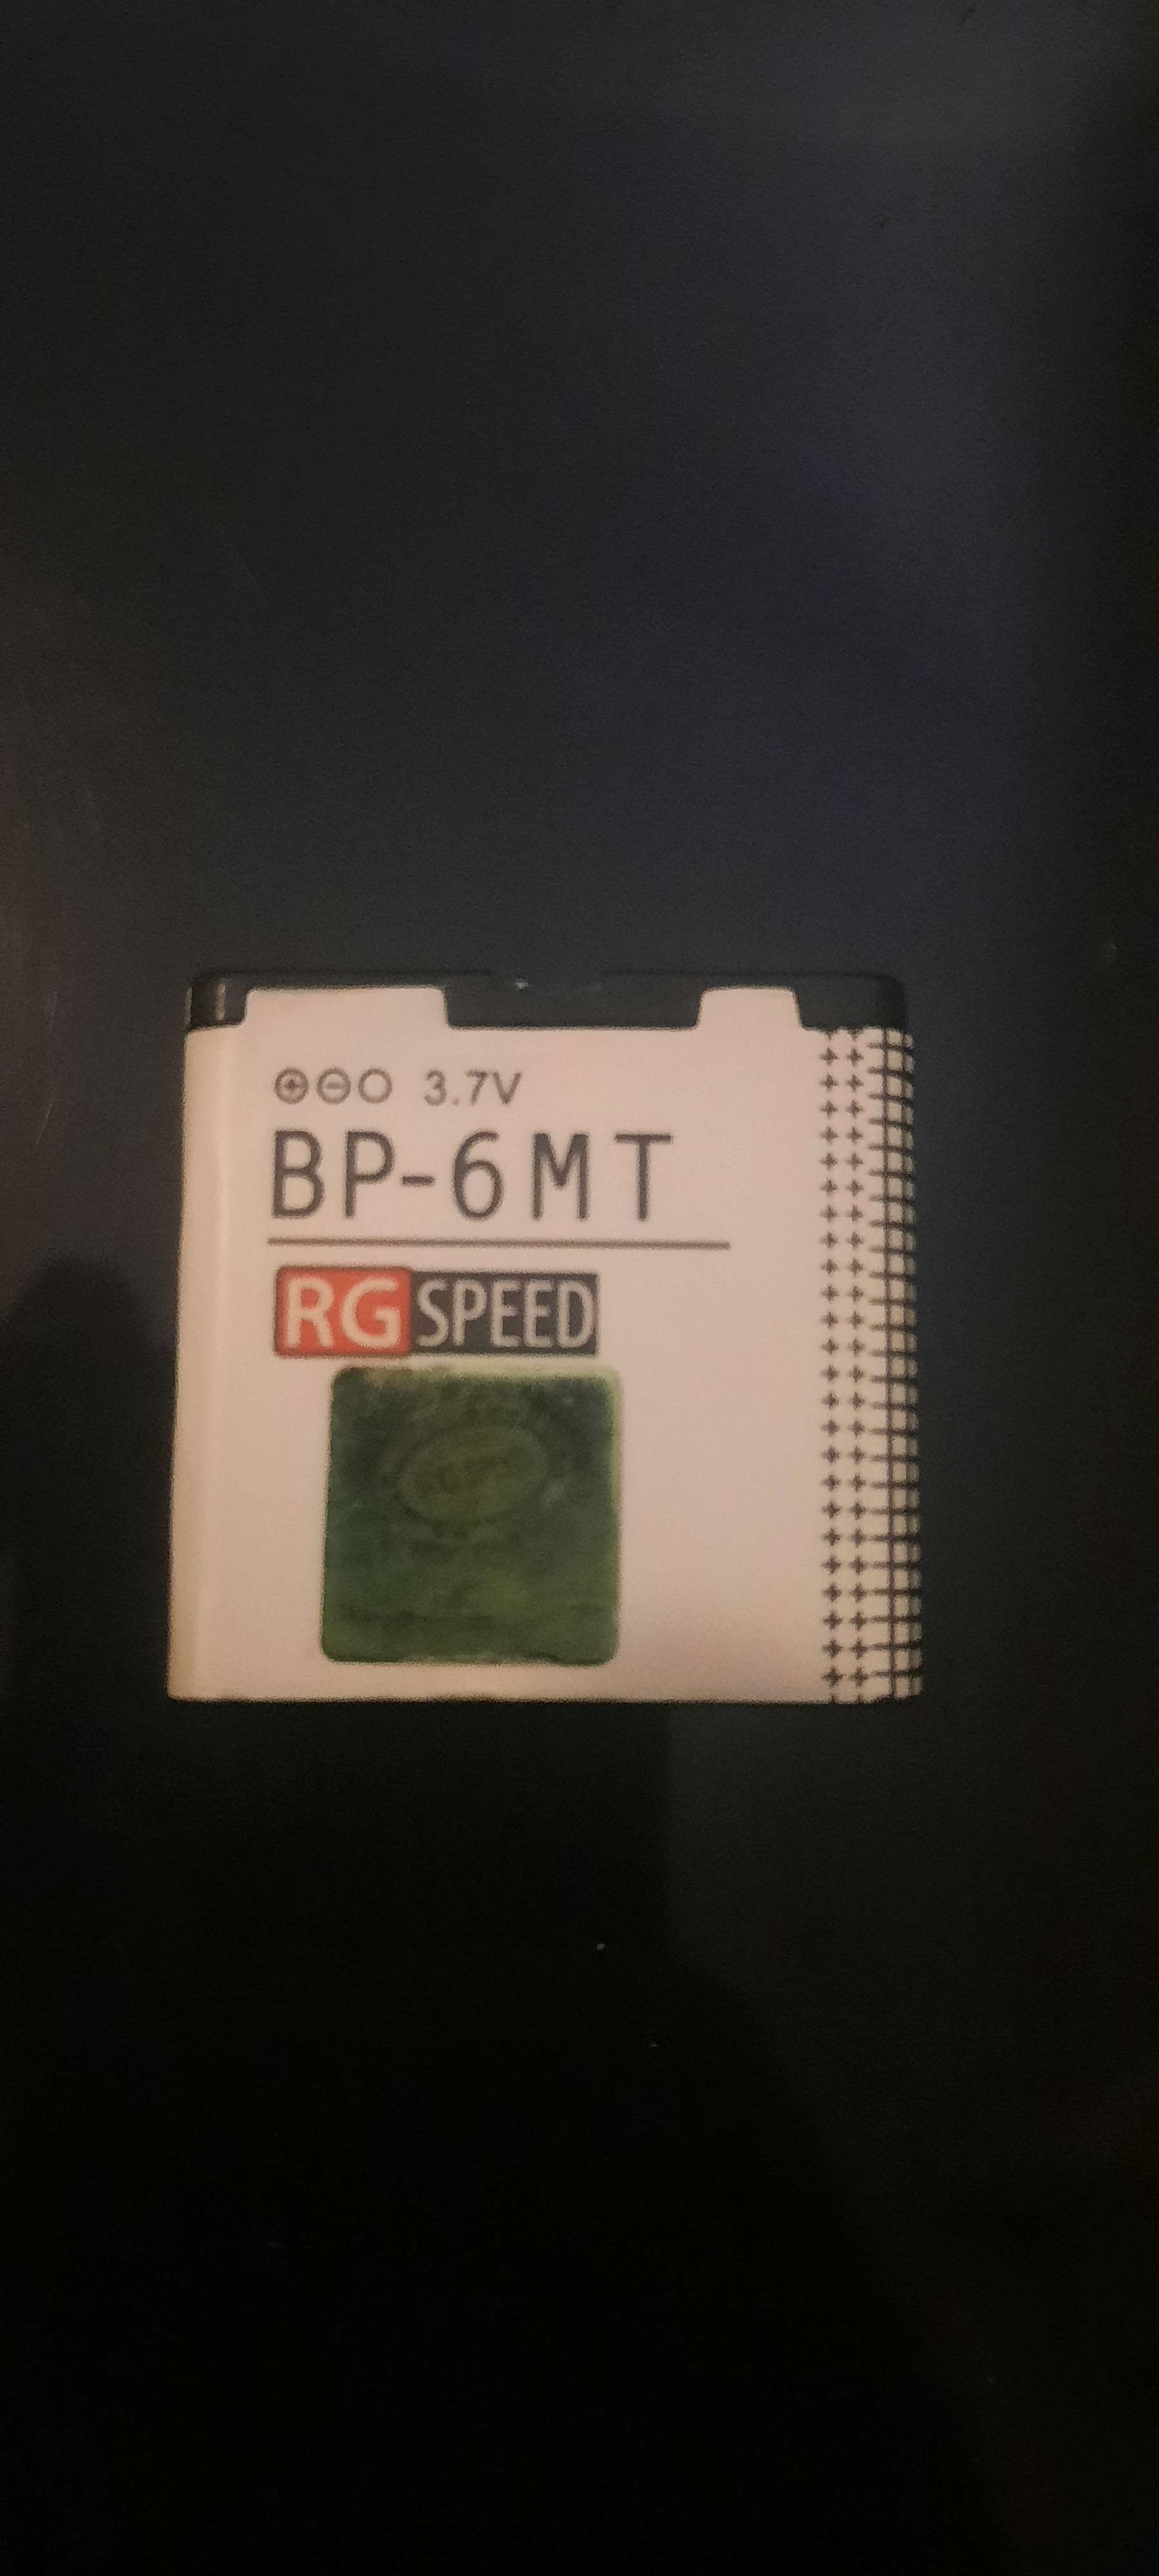 ⊕⊖○ 3.7V
BP-6MT
RG SPEED